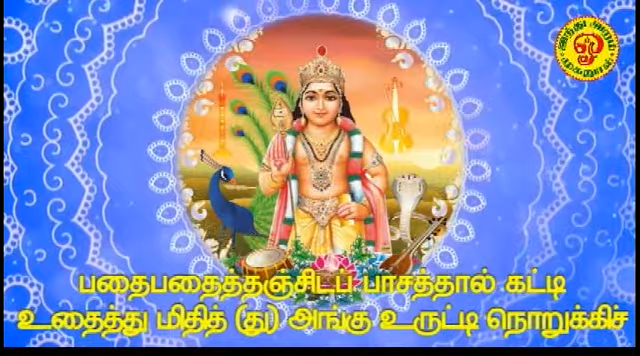 பதைபதைத்தஞ்சிடப் பாசத்தால் கட்டி
உதைத்து மிதித் (து) அங்கு உருட்டி நொறுக்கிச்